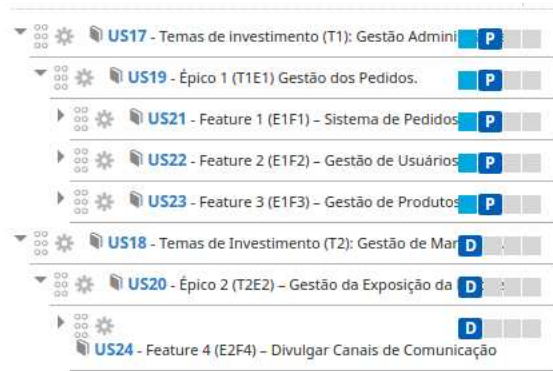 US17 - Temas de investimento (T1): Gestão Admini P
US19 - Épico 1 (T1E1) Gestão dos Pedidos. P
US21 - Feature 1 (E1F1) – Sistema de Pedidos P
US22 - Feature 2 (E1F2) – Gestão de Usuários P
US23 - Feature 3 (E1F3) – Gestão de Produtos P
US18 - Temas de Investimento (T2): Gestão de Mar D
US20 - Épico 2 (T2E2) – Gestão da Exposição da D
D
US24 - Feature 4 (E2F4) – Divulgar Canais de Comunicação